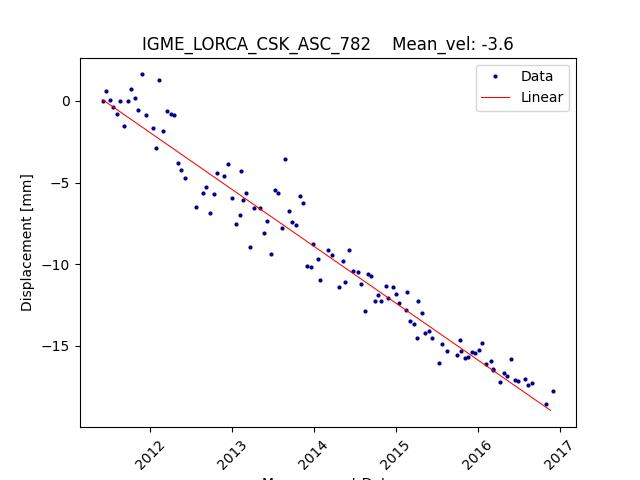 IGME_LORCA_CSK_ASC_782    Mean_vel: -3.6
Data
Linear
Displacement [mm]
0
−5
−10
−15
2012
2013
2014
2015
2016
2017